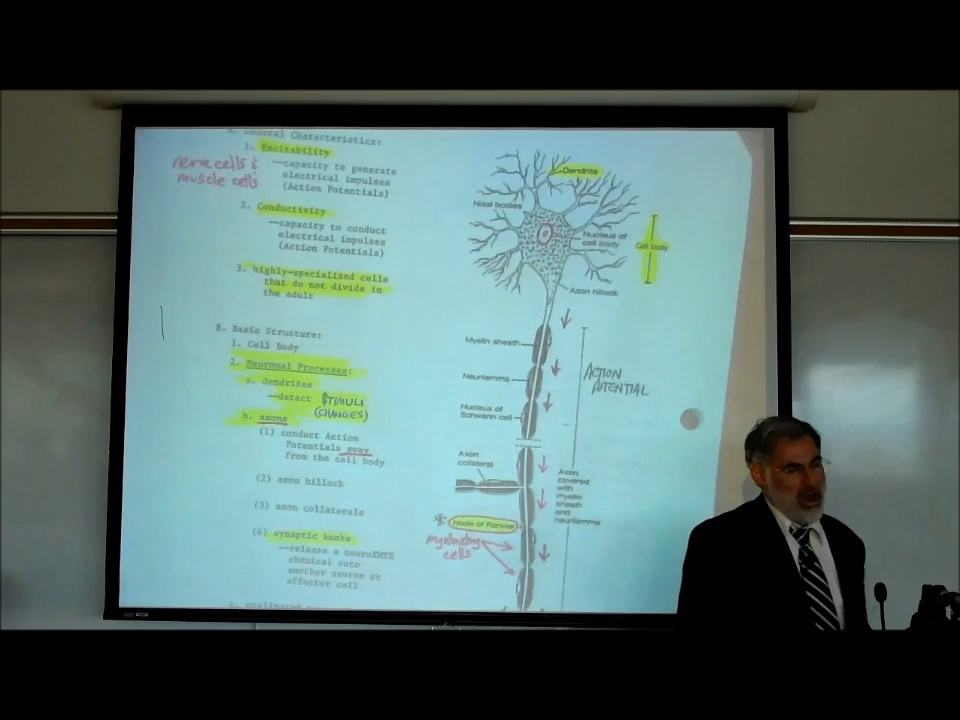 A. General Characteristics:
1. Excitability
nerve cells &
muscle cells
--capacity to generate
electrical impulses
(Action Potentials)
2. Conductivity
--capacity to conduct
electrical impulses
(Action Potentials)
3. highly-specialized cells
that do not divide in
the adult
B. Basic Structure:
1. Cell Body
2. Neuronal Processes:
a. dendrites
--detect STIMULI
(CHANGES)
b. axons
(1) conduct Action
Potentials away
from the cell body
(2) axon hillock
(3) axon collaterals
(4) synaptic knobs
--release a neuroXMTR
chemical onto
another neuron or
effector cell
Dendrite
Nissl bodies
Nucleus of
cell body
Cell body
Axon hillock
Myelin sheath
Neurilemma
ACTION
POTENTIAL
Nucleus of
Schwann cell
Axon
collateral
Axon
covered
with
myelin
sheath
and
neurilemma
* Node of Ranvier
myelinating
cells